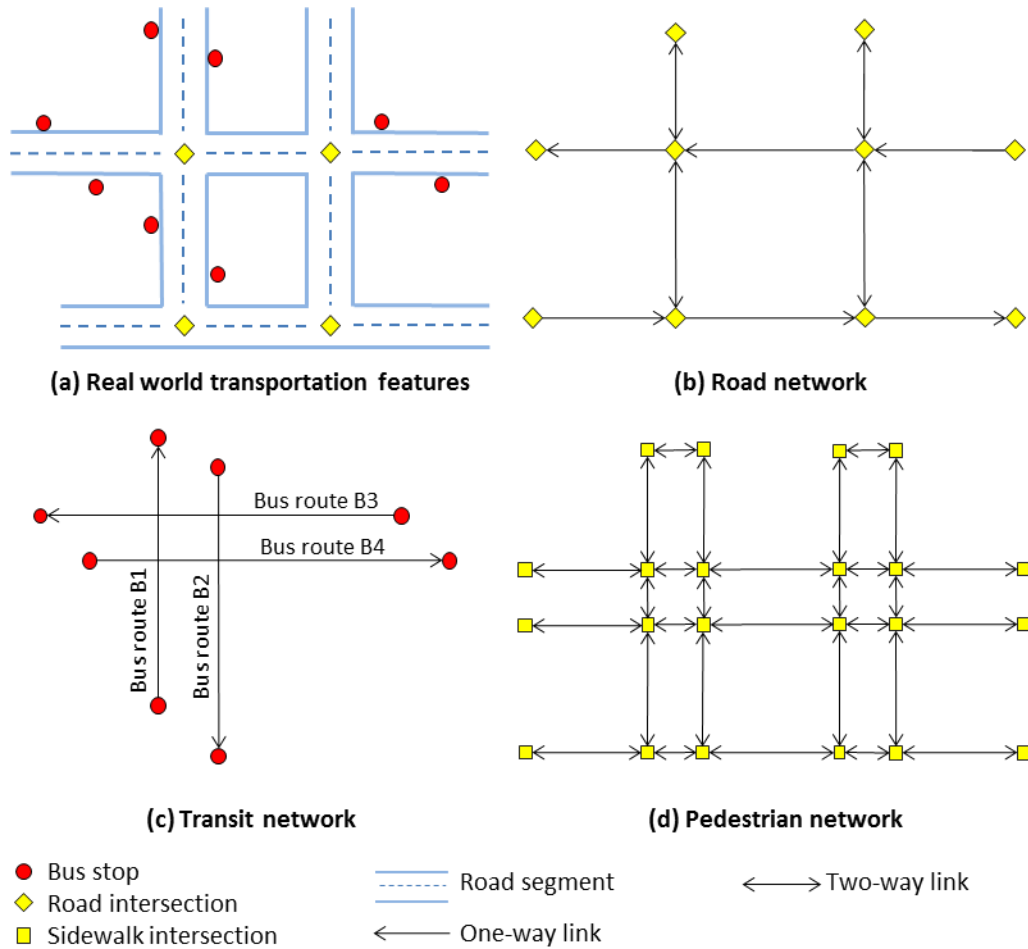 (a) Real world transportation features
(b) Road network
Bus route B3
Bus route B4
Bus route B1
Bus route B2
(c) Transit network
(d) Pedestrian network
Bus stop
Road intersection
Sidewalk intersection
Road segment
One-way link
Two-way link